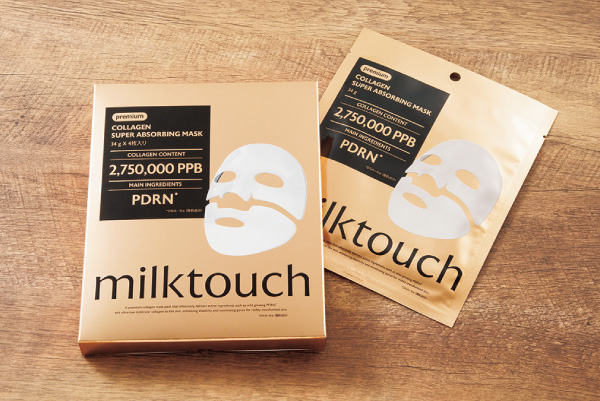 premium
COLLAGEN
SUPER ABSORBING MASK
34 g X 4枚入り
COLLAGEN CONTENT
2,750,000 PPB
MAIN INGREDIENTS
PDRN*
milktouch
premium
COLLAGEN
SUPER ABSORBING MASK
34 g
COLLAGEN CONTENT
2,750,000 PPB
MAIN INGREDIENTS
PDRN*
milktouch